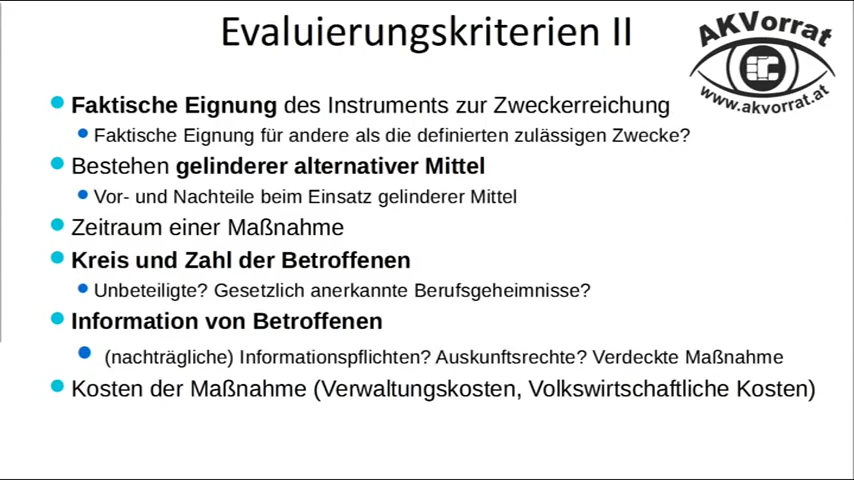 Evaluierungskriterien II
AKVorrat
www.akvorrat.at
Faktische Eignung des Instruments zur Zweckerreichung
Faktische Eignung für andere als die definierten zulässigen Zwecke?
Bestehen gelinderer alternativer Mittel
Vor- und Nachteile beim Einsatz gelinderer Mittel
Zeitraum einer Maßnahme
Kreis und Zahl der Betroffenen
Unbeteiligte? Gesetzlich anerkannte Berufsgeheimnisse?
Information von Betroffenen
(nachträgliche) Informationspflichten? Auskunftsrechte? Verdeckte Maßnahme
Kosten der Maßnahme (Verwaltungskosten, Volkswirtschaftliche Kosten)